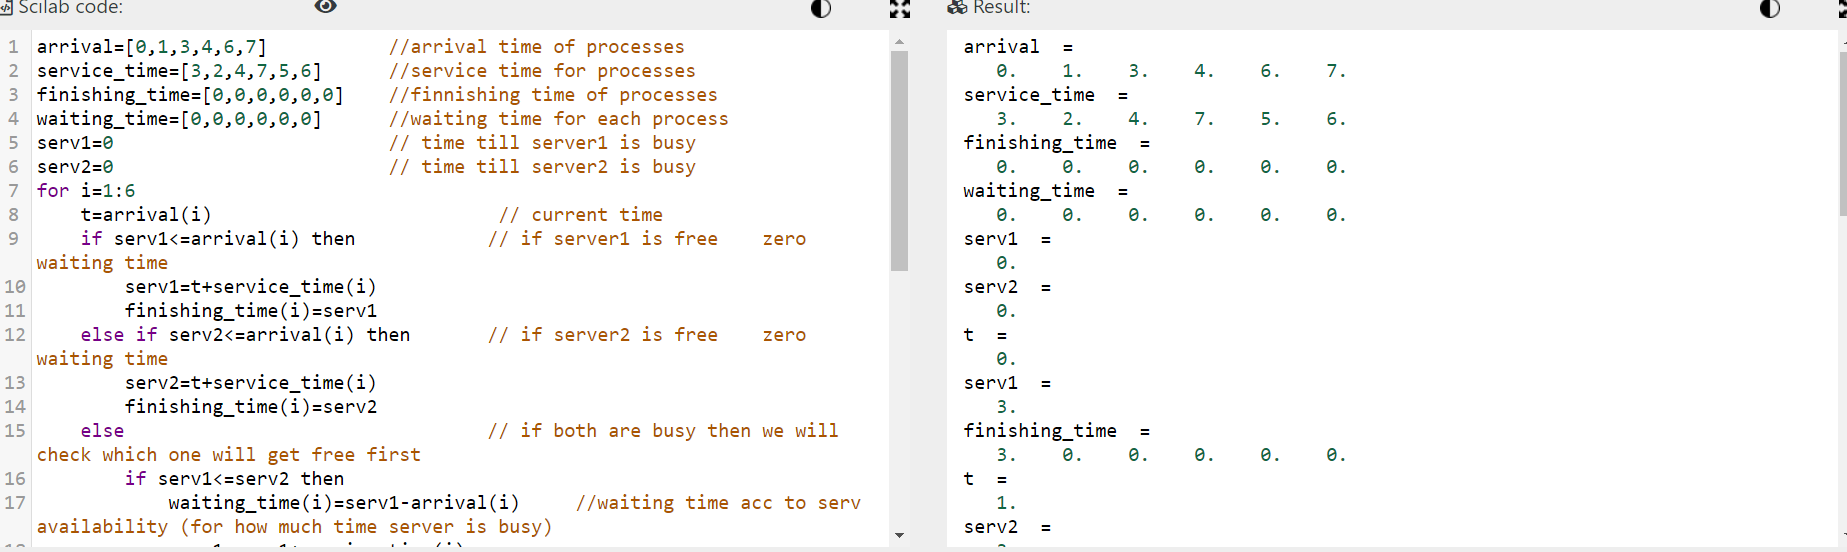 Scilab code:
1 arrival=[0,1,3,4,6,7] //arrival time of processes
2 service_time=[3,2,4,7,5,6] //service time for processes
3 finishing_time=[0,0,0,0,0,0] //finnishing time of processes
4 waiting_time=[0,0,0,0,0,0] //waiting time for each process
5 serv1=0 // time till server1 is busy
6 serv2=0 // time till server2 is busy
7 for i=1:6
8 t=arrival(i) // current time
9 if serv1<=arrival(i) then // if server1 is free zero
waiting time
10 serv1=t+service_time(i)
11 finishing_time(i)=serv1
12 else if serv2<=arrival(i) then // if server2 is free zero
waiting time
13 serv2=t+service_time(i)
14 finishing_time(i)=serv2
15 else // if both are busy then we will
check which one will get free first
16 if serv1<=serv2 then
17 waiting_time(i)=serv1-arrival(i) //waiting time acc to serv
availability (for how much time server is busy)
Result:
arrival =
0. 1. 3. 4. 6. 7.
service_time =
3. 2. 4. 7. 5. 6.
finishing_time =
0. 0. 0. 0. 0. 0.
waiting_time =
0. 0. 0. 0. 0. 0.
serv1 =
0.
serv2 =
0.
t =
0.
serv1 =
3.
finishing_time =
3. 0. 0. 0. 0. 0.
t =
1.
serv2 =